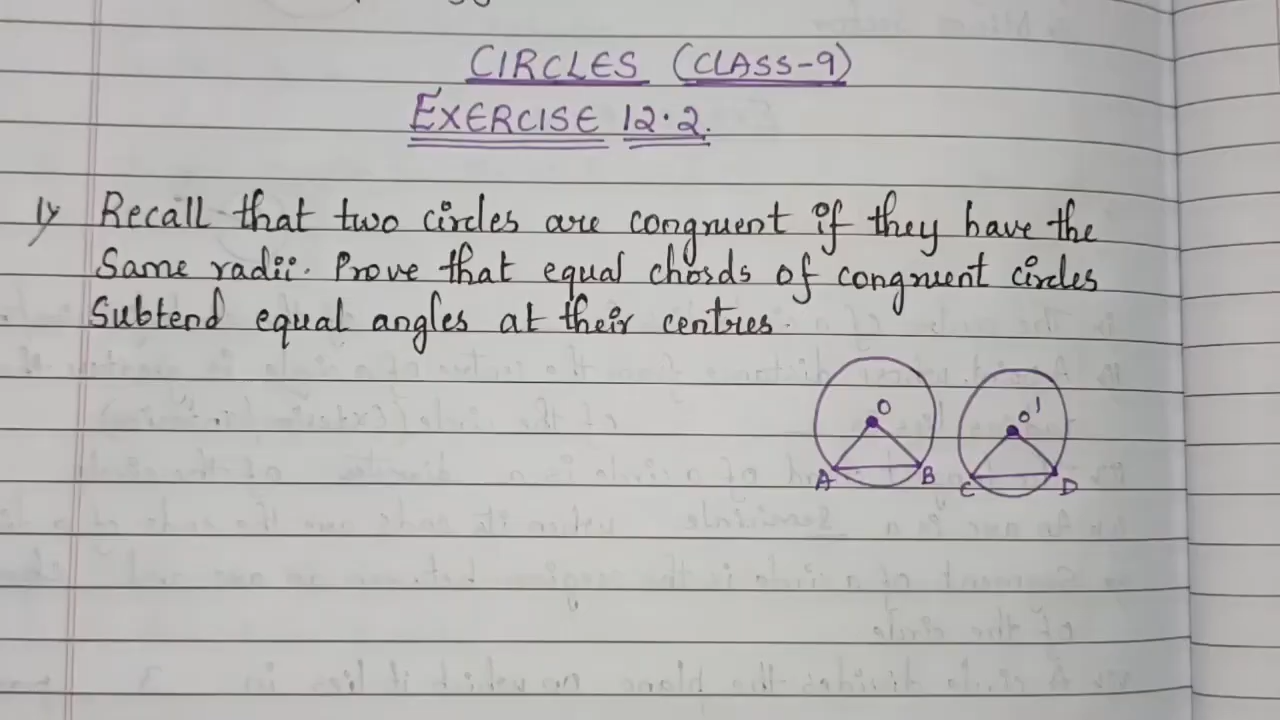 CIRCLES (CLASS-9)
EXERCISE 12.2.
1) Recall that two circles are congruent if they have the
Same radii. Prove that equal chords of congruent circles
Subtend equal angles at their centres.
O
O'
A
B
C
D